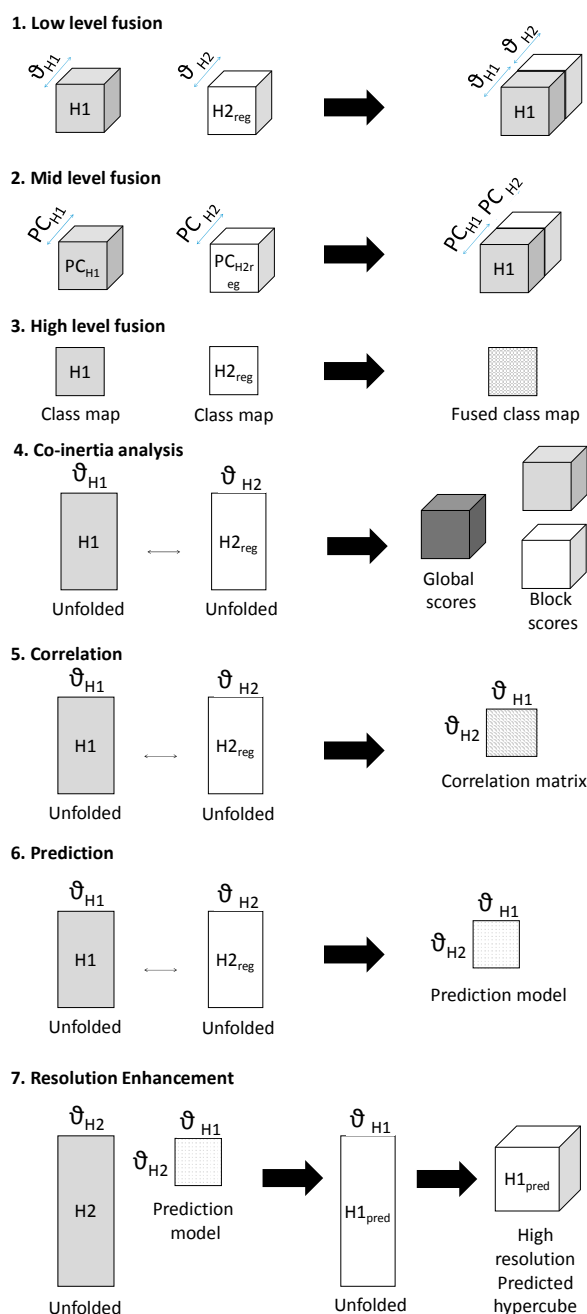 1. Low level fusion
ϑH1
ϑH2
ϑH1 ϑH2
H1
H2reg
H1
2. Mid level fusion
PCH1
PCH2
PCH1 PCH2
PCH1
PCH2r
eg
H1
3. High level fusion
H1
H2reg
Class map
Class map
Fused class map
4. Co-inertia analysis
ϑH1
ϑH2
H1
H2reg
Unfolded
Unfolded
Global
scores
Block
scores
5. Correlation
ϑH1
ϑH2
H1
H2reg
Unfolded
Unfolded
ϑH1
ϑH2
Correlation matrix
6. Prediction
ϑH1
ϑH2
H1
H2reg
Unfolded
Unfolded
ϑH1
ϑH2
Prediction model
7. Resolution Enhancement
ϑH2
H2
Unfolded
ϑH1
ϑH2
Prediction
model
ϑH1
H1pred
Unfolded
H1pred
High
resolution
Predicted
hypercube